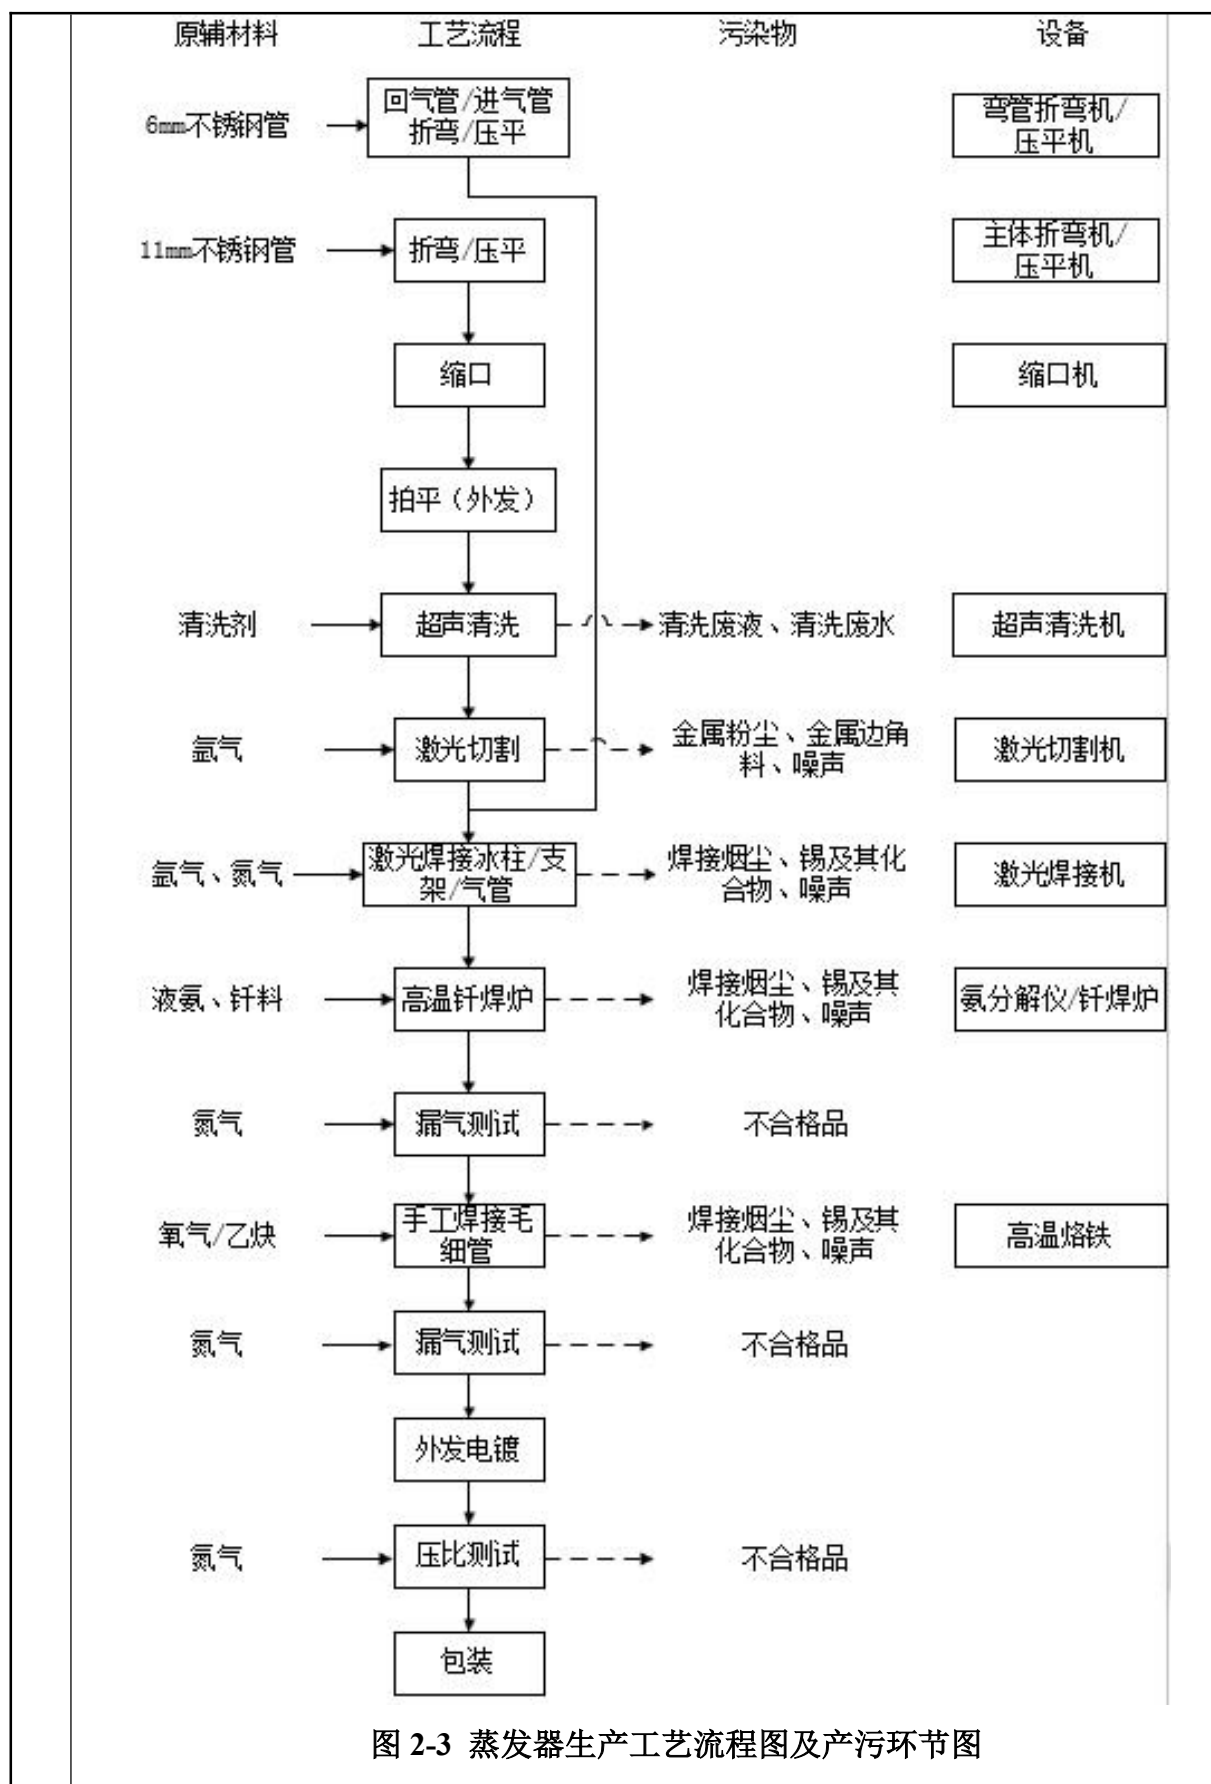 原辅材料 工艺流程 污染物 设备
6mm不锈钢管
回气管/进气管
折弯/压平
弯管折弯机/
压平机
11mm不锈钢管
折弯/压平
主体折弯机/
压平机
缩口
缩口机
拍平（外发）
清洗剂
超声清洗
清洗废液、清洗废水
超声清洗机
氩气
激光切割
金属粉尘、金属边角
料、噪声
激光切割机
氩气、氮气
激光焊接冰柱/支
架/气管
焊接烟尘、锡及其化
合物、噪声
激光焊接机
液氨、钎料
高温钎焊炉
焊接烟尘、锡及其
化合物、噪声
氨分解仪/钎焊炉
氮气
漏气测试
不合格品
氧气/乙炔
手工焊接毛
细管
焊接烟尘、锡及其
化合物、噪声
高温烙铁
氮气
漏气测试
不合格品
外发电镀
氮气
压比测试
不合格品
包装
图 2-3 蒸发器生产工艺流程图及产污环节图